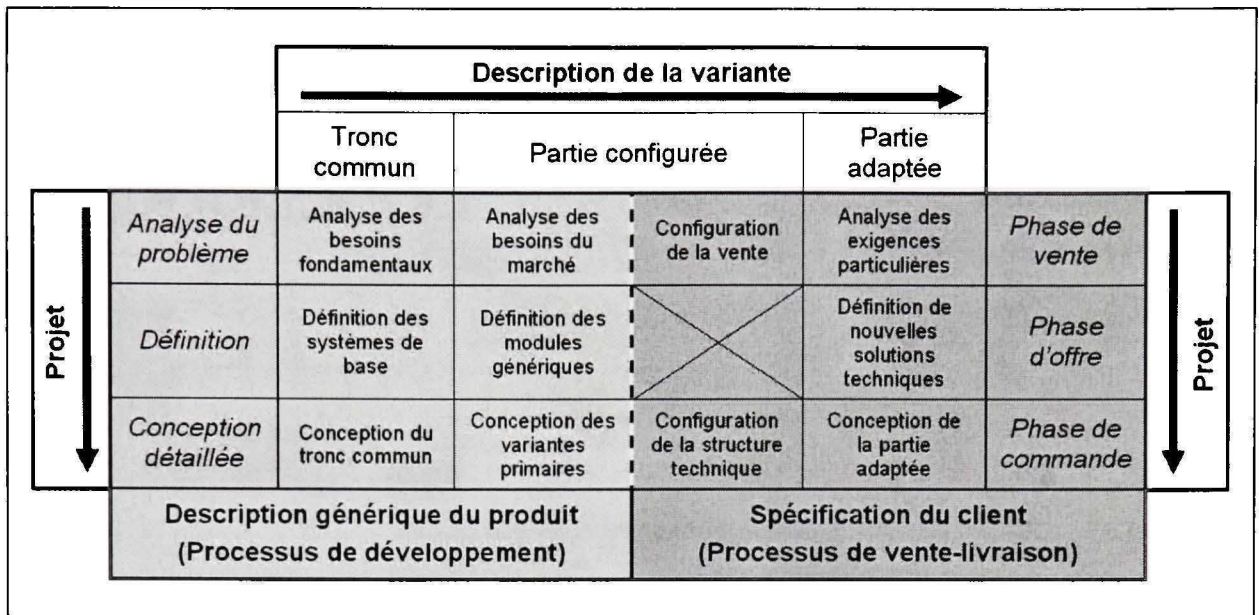 Description de la variante
Tronc
commun
Partie configurée
Partie
adaptée
Projet
Analyse du
problème
Analyse des
besoins
fondamentaux
Analyse des
besoins du
marché
Configuration
de la vente
Analyse des
exigences
particulières
Phase de
vente
Projet
Définition
Définition des
systèmes de
base
Définition des
modules
génériques
Définition de
nouvelles
solutions
techniques
Phase
d'offre
Conception
détaillée
Conception du
tronc commun
Conception des
variantes
primaires
Configuration
de la structure
technique
Conception de
la partie
adaptée
Phase de
commande
Description générique du produit
(Processus de développement)
Spécification du client
(Processus de vente-livraison)